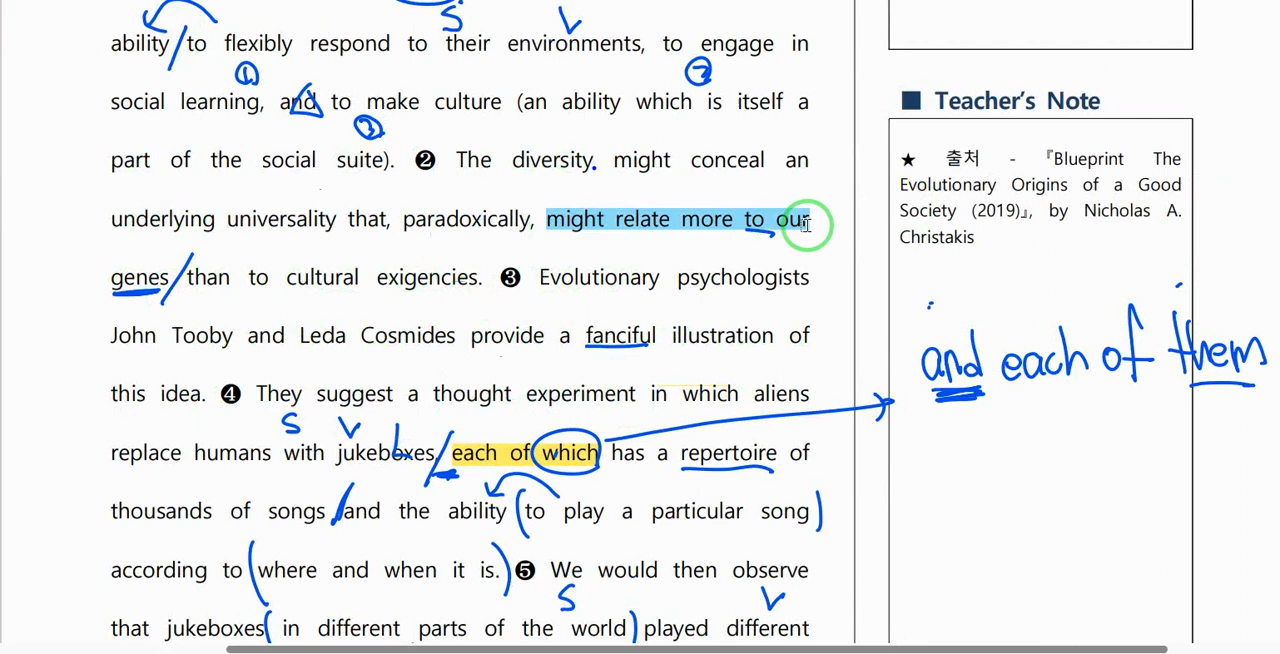 S V
ability to flexibly respond to their environments, to engage in
① ②
social learning, and to make culture (an ability which is itself a
③
part of the social suite). ❷ The diversity might conceal an
underlying universality that, paradoxically, might relate more to our
genes than to cultural exigencies. ❸ Evolutionary psychologists
John Tooby and Leda Cosmides provide a fanciful illustration of
this idea. ❹ They suggest a thought experiment in which aliens
S V
replace humans with jukeboxes, each of which has a repertoire of
thousands of songs and the ability to play a particular song
according to where and when it is. ❺ We would then observe
S V
that jukeboxes in different parts of the world played different
■ Teacher's Note
★ 출처 - 『Blueprint The
Evolutionary Origins of a Good
Society (2019)』, by Nicholas A.
Christakis
and each of them